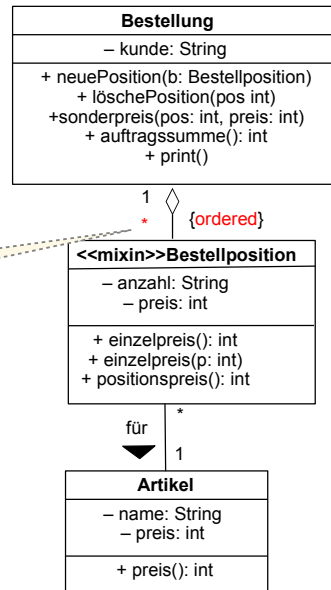 Bestellung
– kunde: String
+ neuePosition(b: Bestellposition)
+ löschePosition(pos int)
+sonderpreis(pos: int, preis: int)
+ auftragssumme(): int
+ print()
1
* {ordered}
<<mixin>>Bestellposition
– anzahl: String
– preis: int
+ einzelpreis(): int
+ einzelpreis(p: int)
+ positionspreis(): int
*
für
1
Artikel
– name: String
– preis: int
+ preis(): int